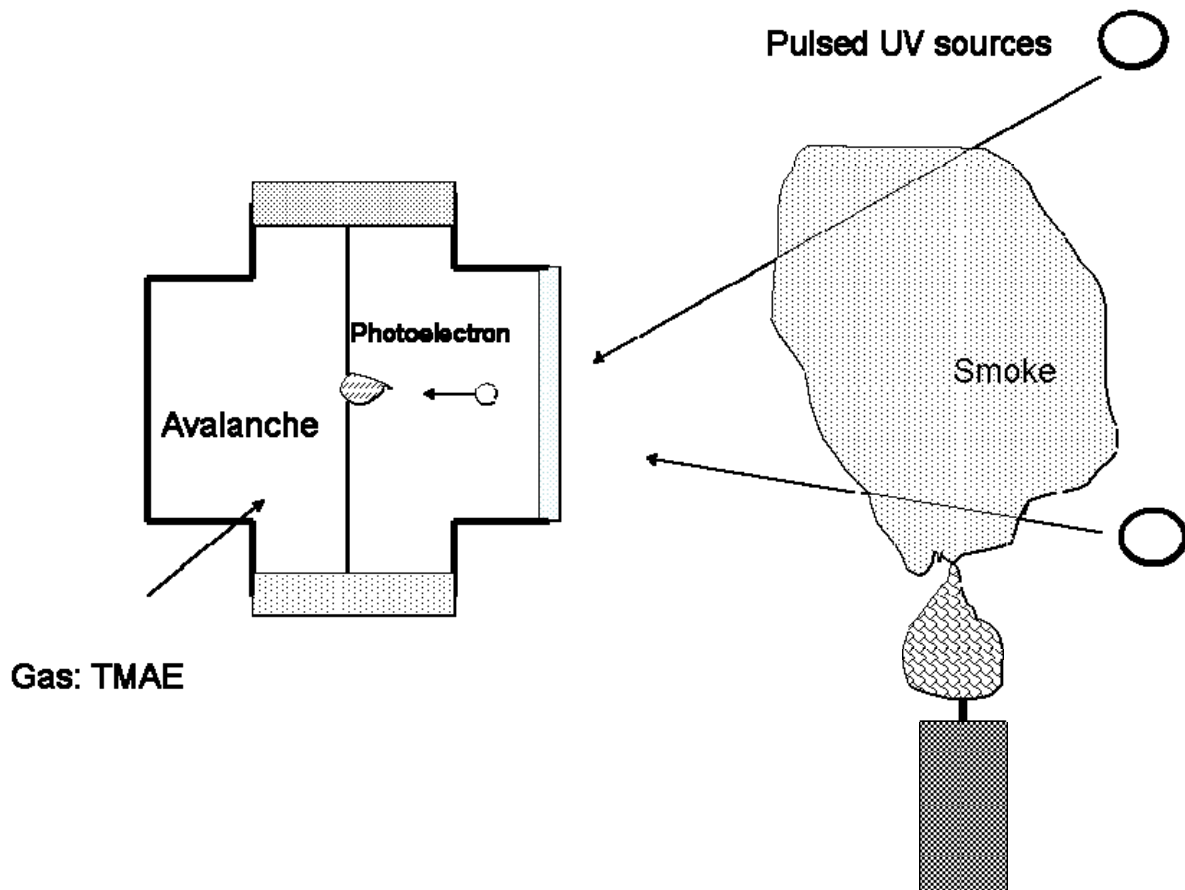 Pulsed UV sources
Photoelectron
Smoke
Avalanche
Gas: TMAE